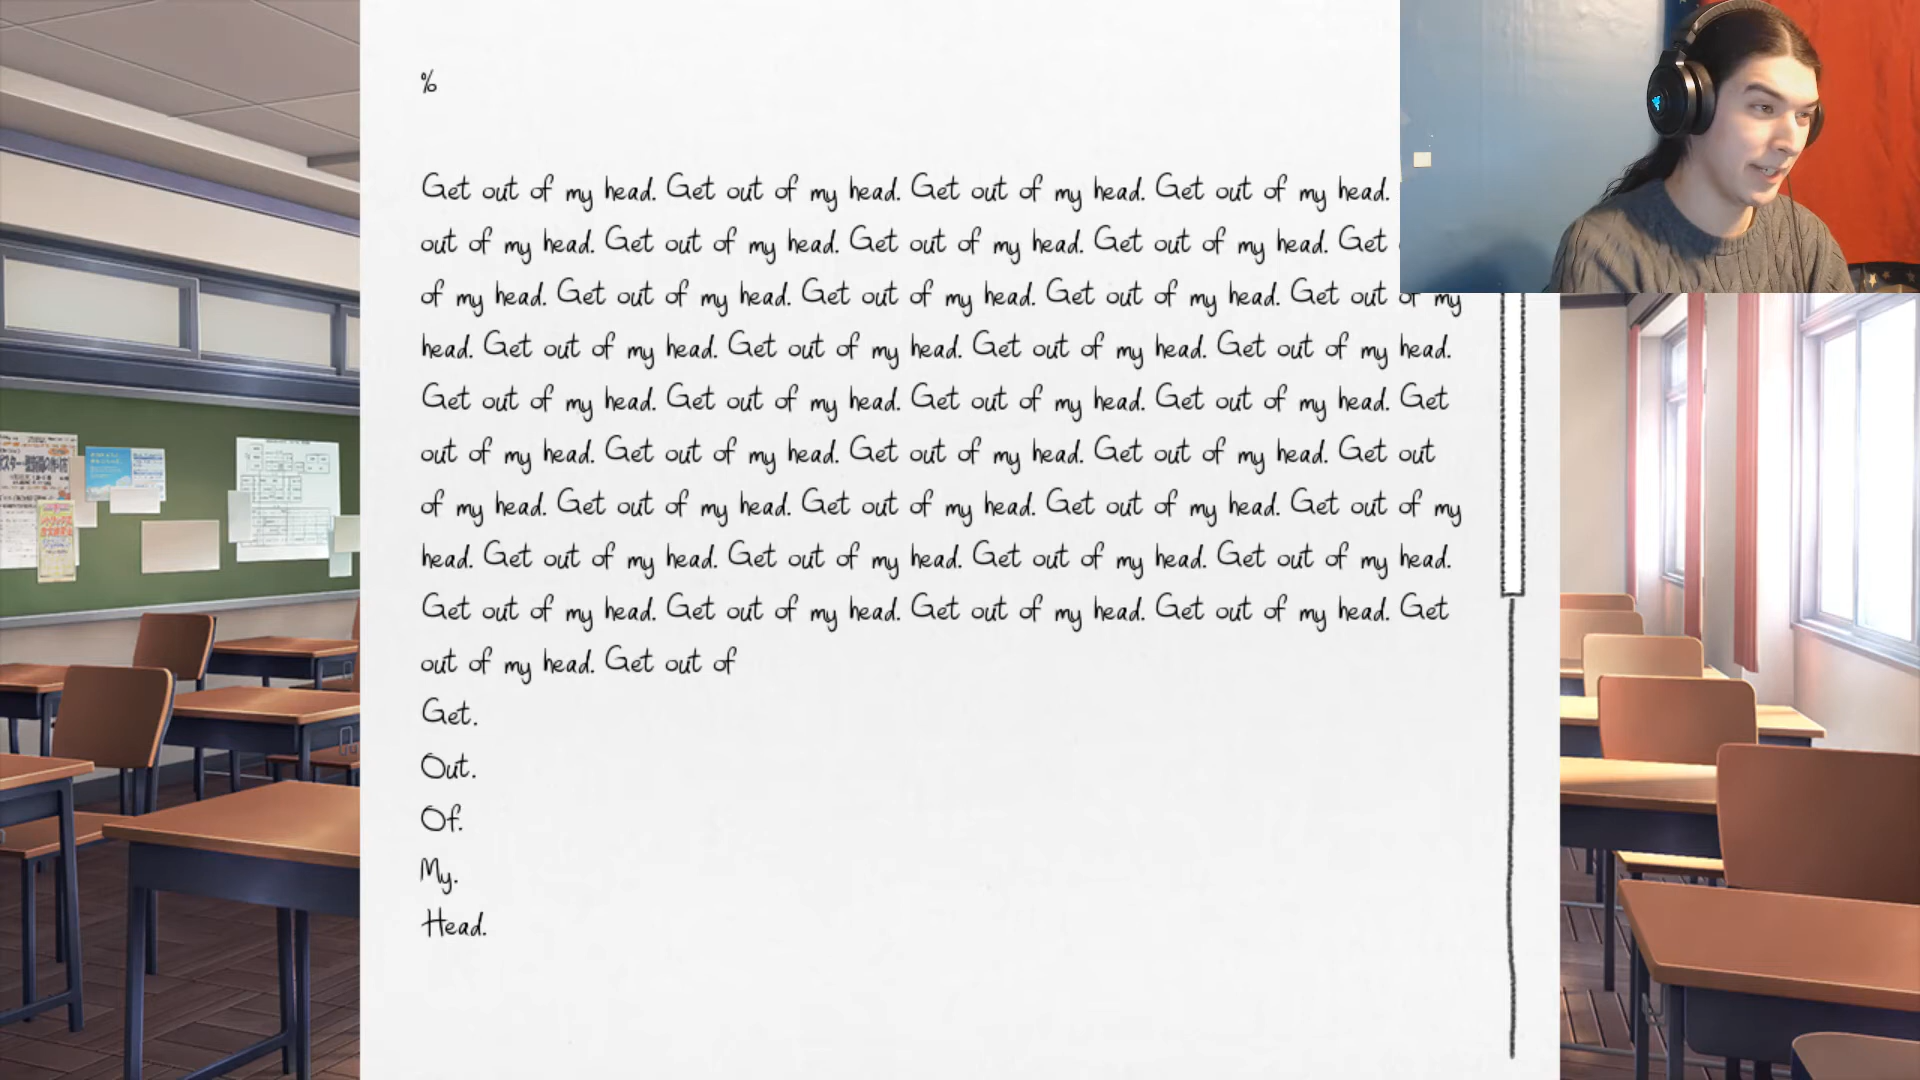 %
Get out of my head. Get out of my head. Get out of my head. Get out of my head.
out of my head. Get out of my head. Get out of my head. Get out of my head. Get
of my head. Get out of my head. Get out of my head. Get out of my head. Get out of my
head. Get out of my head. Get out of my head. Get out of my head. Get out of my head.
Get out of my head. Get out of my head. Get out of my head. Get out of my head. Get
out of my head. Get out of my head. Get out of my head. Get out of my head. Get out
of my head. Get out of my head. Get out of my head. Get out of my head. Get out of my
head. Get out of my head. Get out of my head. Get out of my head. Get out of my head.
Get out of my head. Get out of my head. Get out of my head. Get out of my head. Get
out of my head. Get out of
Get.
Out.
Of.
My.
Head.